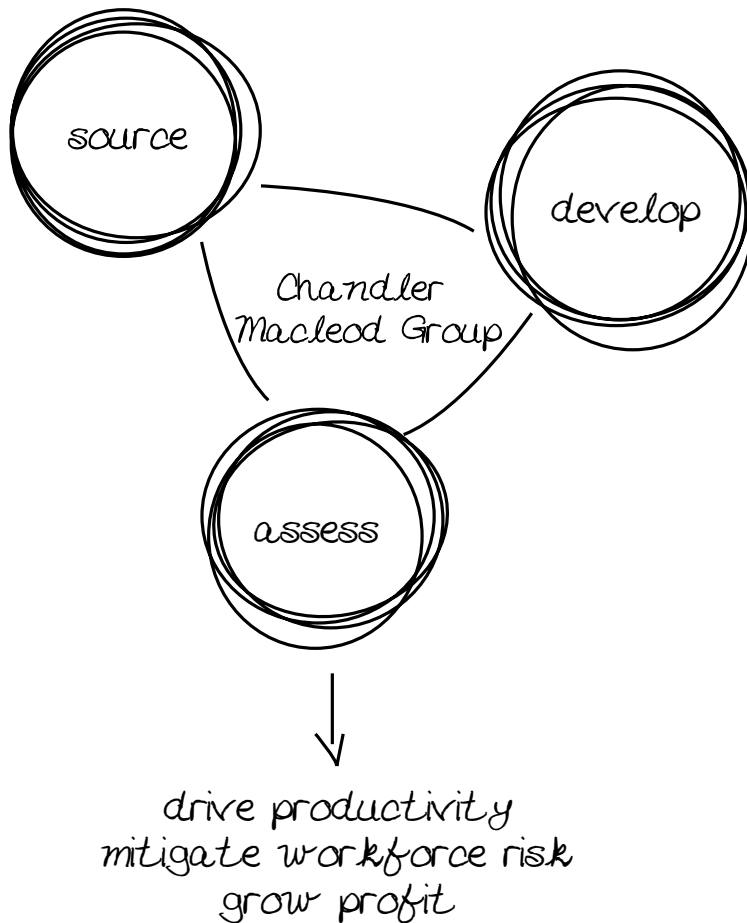 source
develop
Chandler
Macleod Group
assess
drive productivity
mitigate workforce risk
grow profit